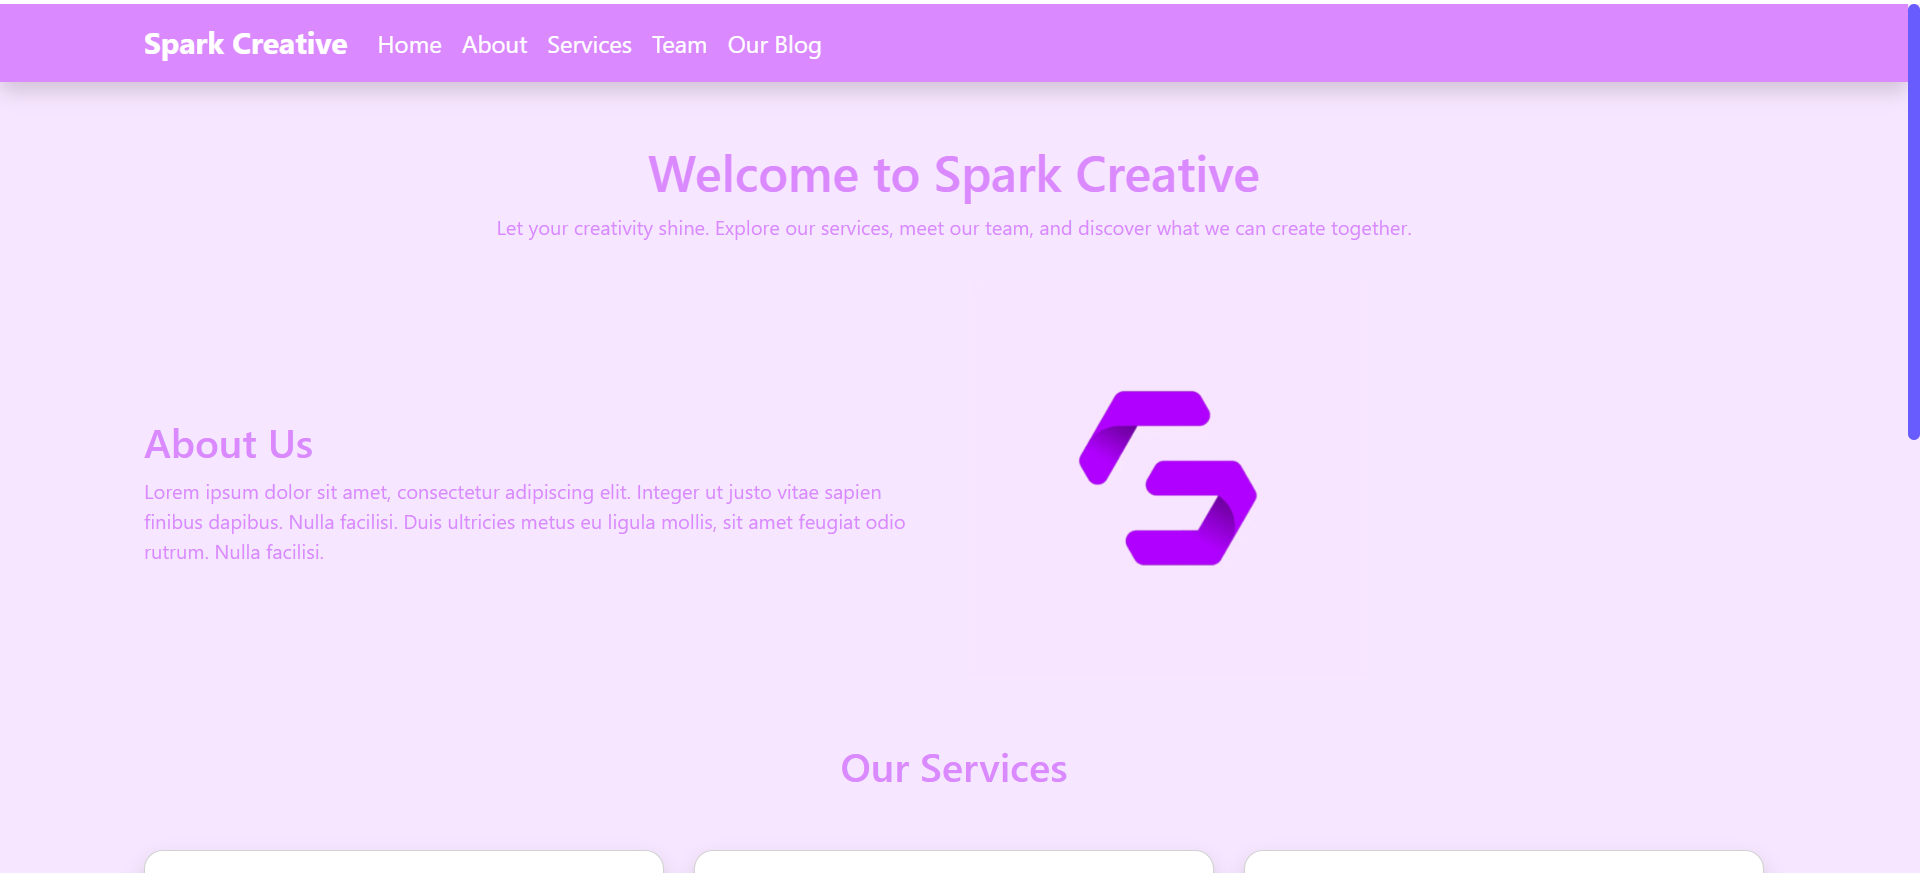 Spark Creative Home About Services Team Our Blog
Welcome to Spark Creative
Let your creativity shine. Explore our services, meet our team, and discover what we can create together.
About Us
Lorem ipsum dolor sit amet, consectetur adipiscing elit. Integer ut justo vitae sapien
finibus dapibus. Nulla facilisi. Duis ultricies metus eu ligula mollis, sit amet feugiat odio
rutrum. Nulla facilisi.
Our Services